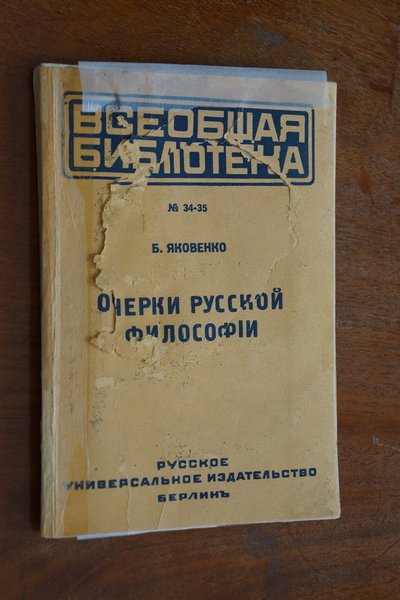 ВСЕОБЩАЯ
БИБЛІОТЕКА
№ 34-35
Б. ЯКОВЕНКО
ОЧЕРКИ РУССКОЙ
ФИЛОСОФІИ
РУССКОЕ
УНИВЕРСАЛЬНОЕ ИЗДАТЕЛЬСТВО
БЕРЛИНЪ